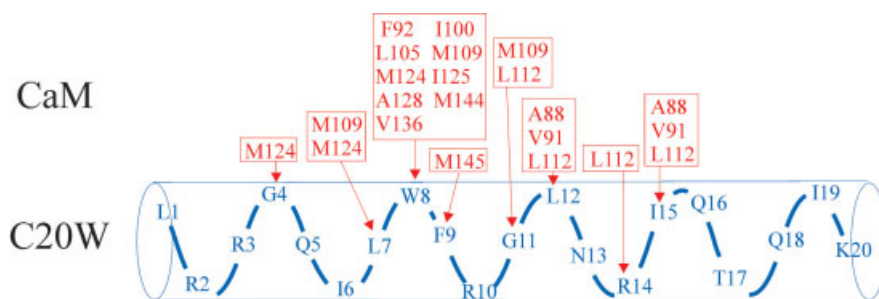 F92 I100
L105 M109
M124 I125
A128 M144
V136
M109
L112
CaM
A88
V91
L112
A88
V91
L112
M109
M124
M124
M145
L112
C20W
L1
R2
R3
G4
Q5
I6
L7
W8
F9
R10
G11
L12
N13
R14
I15
Q16
T17
Q18
I19
K20